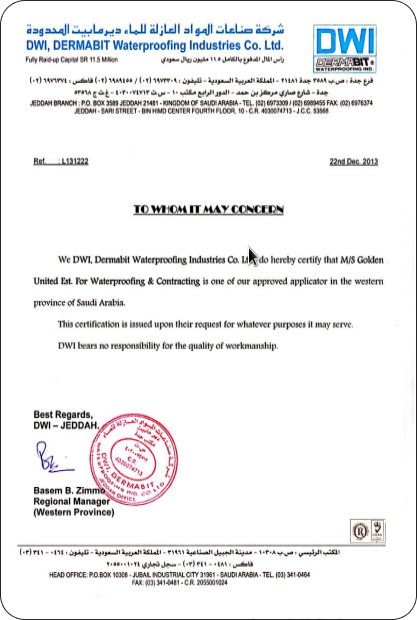 شركة صناعات المواد العازلة للماء ديرمابيت المحدودة
DWI, DERMABIT Waterproofing Industries Co. Ltd.
Fully Raid-up Capital SR 11.5 Million
رأس المال المدفوع بالكامل ١١.٥ مليون ريال سعودي
DWI
DERMABIT
WATERPROOFING IND.
فرع جدة : ص.ب ٣٥٨٩ جدة ٢١٤٨١ - المملكة العربية السعودية - تليفون : ٦٩٧٣٣٠٩ (٠٢) / ٦٩٨٩٤٥٥ (٠٢) فاكس : ٦٩٧٦٣٧٤ (٠٢)
جدة - شارع صاري مركز بن حمد - الدور الرابع مكتب ١٠ - س.ت ٤٠٣٠٠٧٤٧١٣ - غ.ت.ج ٥٣٥٦٨
JEDDAH BRANCH : P.O. BOX 3589 JEDDAH 21481 - KINGDOM OF SAUDI ARABIA - TEL. (02) 6973309 / (02) 6989455 FAX: (02) 6976374
JEDDAH - SARI STREET - BIN HIMD CENTER FOURTH FLOOR, 10 - C.R. 4030074713 - J.C.C. 53568
Ref. : L131222
22nd Dec. 2013
TO WHOM IT MAY CONCERN
We DWI, Dermabit Waterproofing Industries Co. do hereby certify that M/S Golden
United Est. For Waterproofing & Contracting is one of our approved applicator in the western
province of Saudi Arabia.
This certification is issued upon their request for whatever purposes it may serve.
DWI bears no responsibility for the quality of workmanship.
Best Regards,
DWI – JEDDAH,
C.R.
4030074713
DWI, DERMABIT
WATERPROOFING IND. CO. LTD
JEDDAH OFFICE
Basem B. Zimmo
Regional Manager
(Western Province)
المكتب الرئيسي : ص.ب ١٠٣٠٨ - مدينة الجبيل الصناعية ٣١٩٦١ - المملكة العربية السعودية - تليفون : ٠٤٦٤ - ٣٤١ (٠٣)
فاكس : ٠٤٨١ - ٣٤١ (٠٣) - سجل تجاري ٢٠٥٥٠٠١٠٢٤
HEAD OFFICE: P.O.BOX 10308 - JUBAIL INDUSTRIAL CITY 31961 - SAUDI ARABIA - TEL. (03) 341-0464
FAX: (03) 341-0481 - C.R. 2055001024